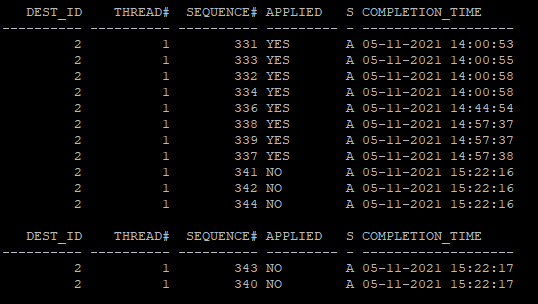 DEST_ID    THREAD#  SEQUENCE# APPLIED   S COMPLETION_TIME
---------- ---------- ---------- --------- - -------------------
2          1        331 YES       A 05-11-2021 14:00:53
2          1        333 YES       A 05-11-2021 14:00:55
2          1        332 YES       A 05-11-2021 14:00:58
2          1        334 YES       A 05-11-2021 14:00:58
2          1        336 YES       A 05-11-2021 14:44:54
2          1        338 YES       A 05-11-2021 14:57:37
2          1        339 YES       A 05-11-2021 14:57:37
2          1        337 YES       A 05-11-2021 14:57:38
2          1        341 NO        A 05-11-2021 15:22:16
2          1        342 NO        A 05-11-2021 15:22:16
2          1        344 NO        A 05-11-2021 15:22:16
DEST_ID    THREAD#  SEQUENCE# APPLIED   S COMPLETION_TIME
---------- ---------- ---------- --------- - -------------------
2          1        343 NO        A 05-11-2021 15:22:17
2          1        340 NO        A 05-11-2021 15:22:17